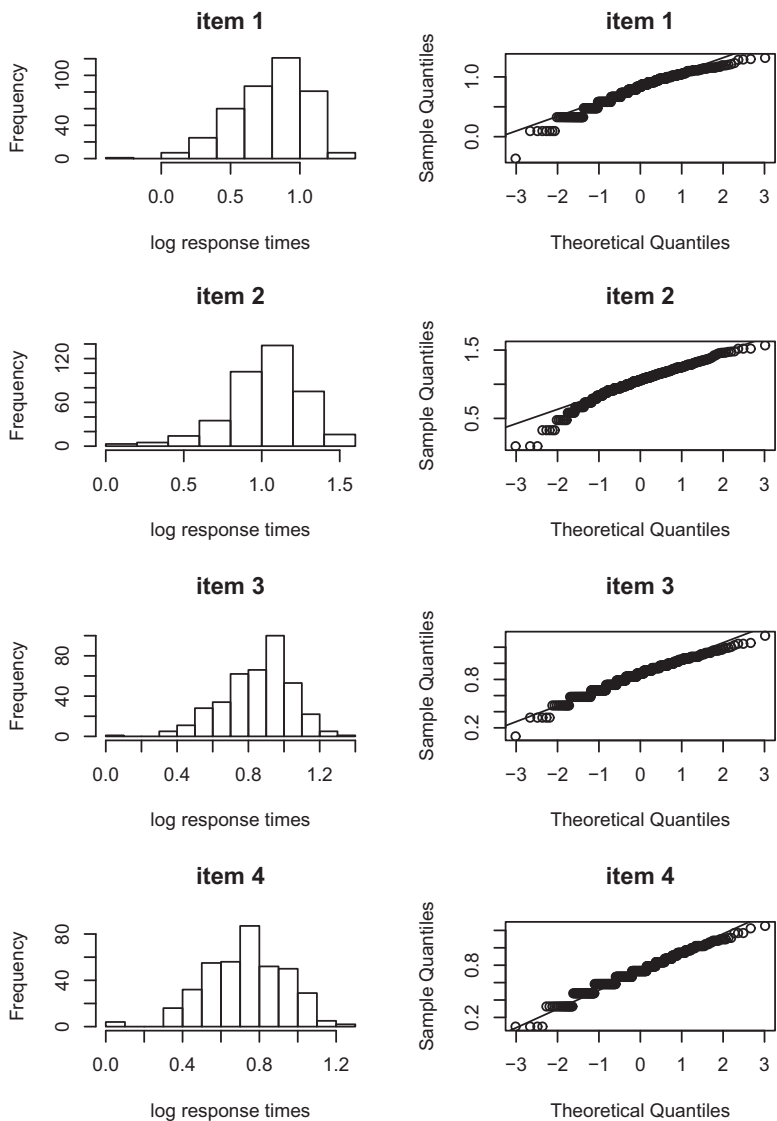 item 1
Frequency
0 40 100
0.0 0.5 1.0
log response times
item 1
Sample Quantiles
0.0 1.0
−3 −2 −1 0 1 2 3
Theoretical Quantiles
item 2
Frequency
0 60 120
0.0 0.5 1.0 1.5
log response times
item 2
Sample Quantiles
0.5 1.5
−3 −2 −1 0 1 2 3
Theoretical Quantiles
item 3
Frequency
0 40 80
0.0 0.4 0.8 1.2
log response times
item 3
Sample Quantiles
0.2 0.8
−3 −2 −1 0 1 2 3
Theoretical Quantiles
item 4
Frequency
0 40 80
0.0 0.4 0.8 1.2
log response times
item 4
Sample Quantiles
0.2 0.8
−3 −2 −1 0 1 2 3
Theoretical Quantiles